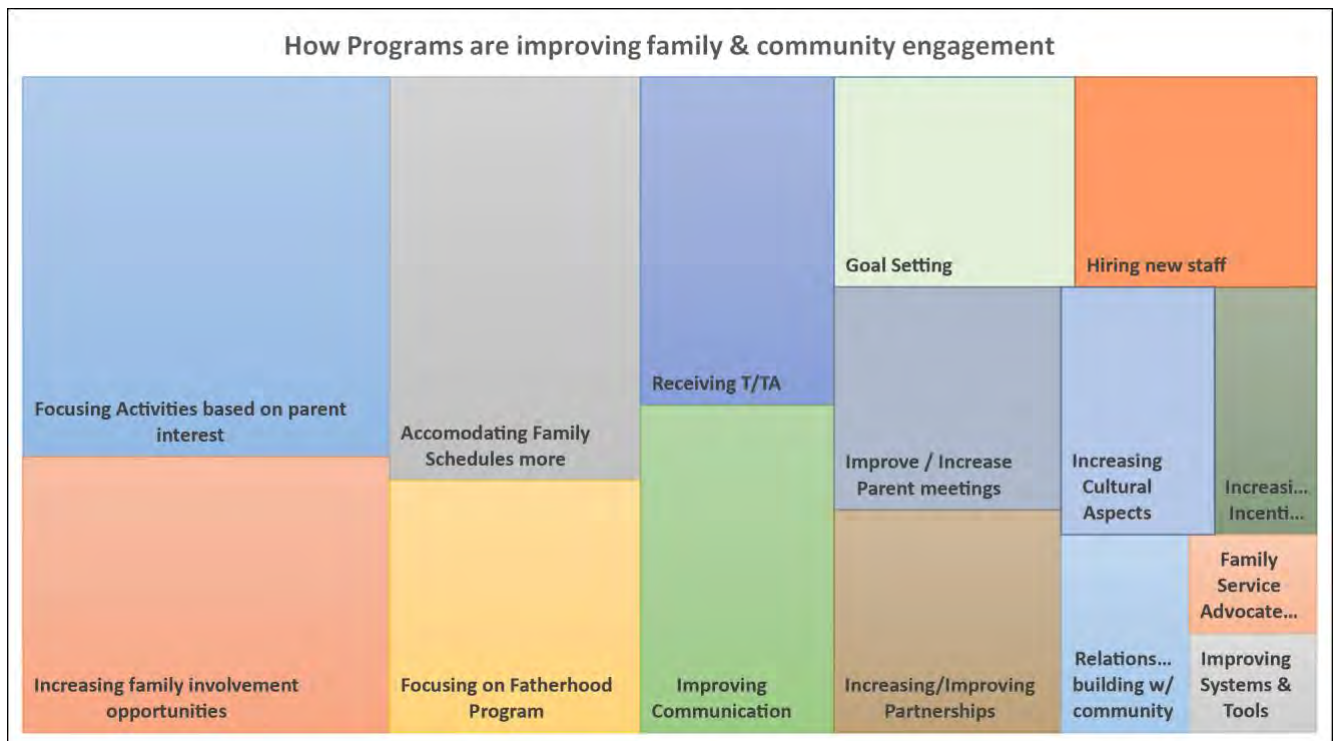 How Programs are improving family & community engagement
Focusing Activities based on parent
interest
Increasing family involvement
opportunities
Accomodating Family
Schedules more
Focusing on Fatherhood
Program
Receiving T/TA
Improving
Communication
Goal Setting
Hiring new staff
Improve / Increase
Parent meetings
Increasing/Improving
Partnerships
Increasing
Cultural
Aspects
Increasi...
Incenti...
Relations...
building w/
community
Family
Service
Advocate...
Improving
Systems &
Tools